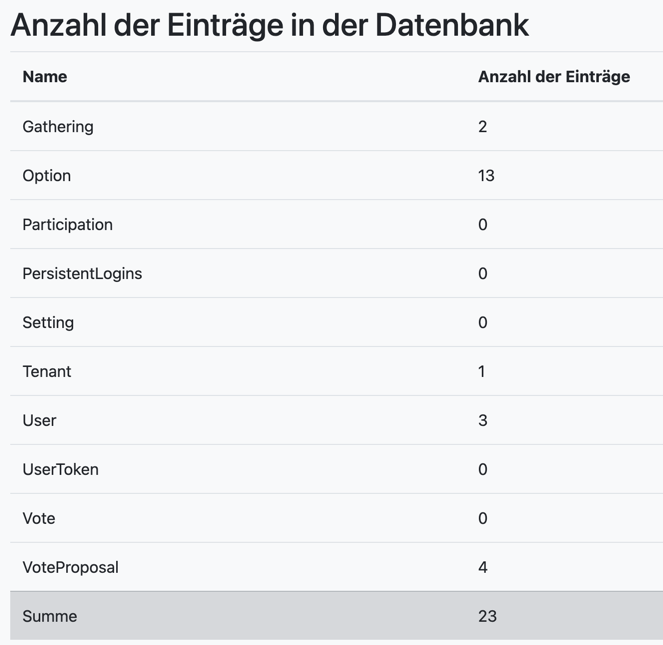 Anzahl der Einträge in der Datenbank
Name Anzahl der Einträge
Gathering 2
Option 13
Participation 0
PersistentLogins 0
Setting 0
Tenant 1
User 3
UserToken 0
Vote 0
VoteProposal 4
Summe 23